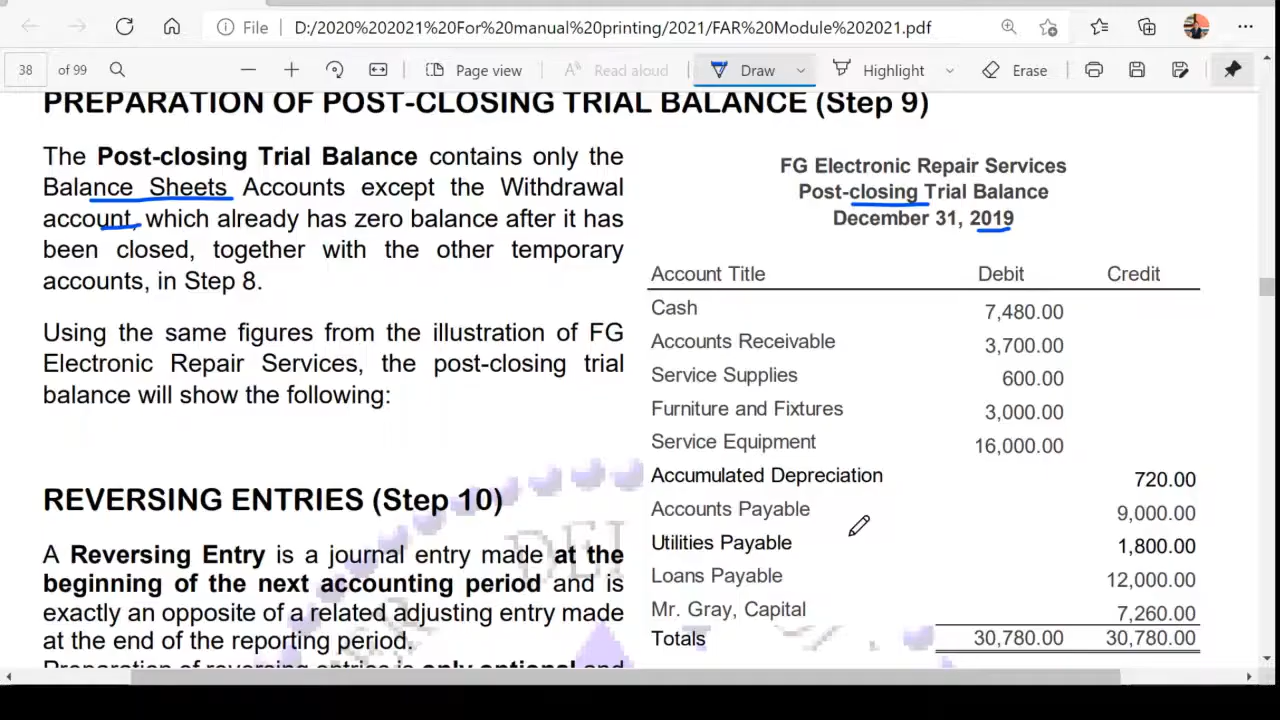 File D:/2020%202021%20For%20manual%20printing/2021/FAR%20Module%202021.pdf
38 of 99 Page view Read aloud Draw Highlight Erase
PREPARATION OF POST-CLOSING TRIAL BALANCE (Step 9)
The Post-closing Trial Balance contains only the
Balance Sheets Accounts except the Withdrawal
account, which already has zero balance after it has
been closed, together with the other temporary
accounts, in Step 8.
Using the same figures from the illustration of FG
Electronic Repair Services, the post-closing trial
balance will show the following:
REVERSING ENTRIES (Step 10)
A Reversing Entry is a journal entry made at the
beginning of the next accounting period and is
exactly an opposite of a related adjusting entry made
at the end of the reporting period.
Preparation of reversing entries is only optional and
FG Electronic Repair Services
Post-closing Trial Balance
December 31, 2019
Account Title Debit Credit
Cash 7,480.00
Accounts Receivable 3,700.00
Service Supplies 600.00
Furniture and Fixtures 3,000.00
Service Equipment 16,000.00
Accumulated Depreciation 720.00
Accounts Payable 9,000.00
Utilities Payable 1,800.00
Loans Payable 12,000.00
Mr. Gray, Capital 7,260.00
Totals 30,780.00 30,780.00